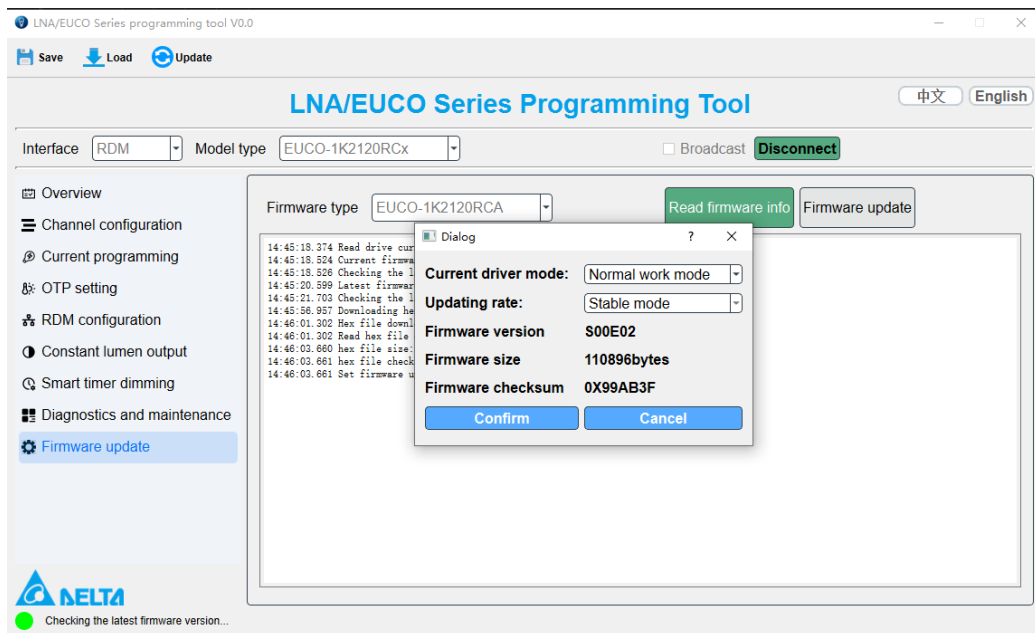 LNA/EUCO Series programming tool V0.0
Save Load Update
LNA/EUCO Series Programming Tool
中文 English
Interface RDM Model type EUCO-1K2120RCx Broadcast Disconnect
Overview
Channel configuration
Current programming
OTP setting
RDM configuration
Constant lumen output
Smart timer dimming
Diagnostics and maintenance
Firmware update
Firmware type EUCO-1K2120RCA Read firmware info Firmware update
14:45:18.374 Read drive
14:45:18.524 Current
14:45:18.526 Checking the
14:45:20.599 Latest
14:45:21.703 Checking the
14:45:56.957 Downloading
14:46:01.302 Hex file
14:46:01.302 Read hex file
14:46:03.660 hex file size:
14:46:03.661 hex file
14:46:03.661 Set firmware
Dialog ?
Current driver mode: Normal work mode
Updating rate: Stable mode
Firmware version S00E02
Firmware size 110896bytes
Firmware checksum 0X99AB3F
Confirm Cancel
DELTA
Checking the latest firmware version...